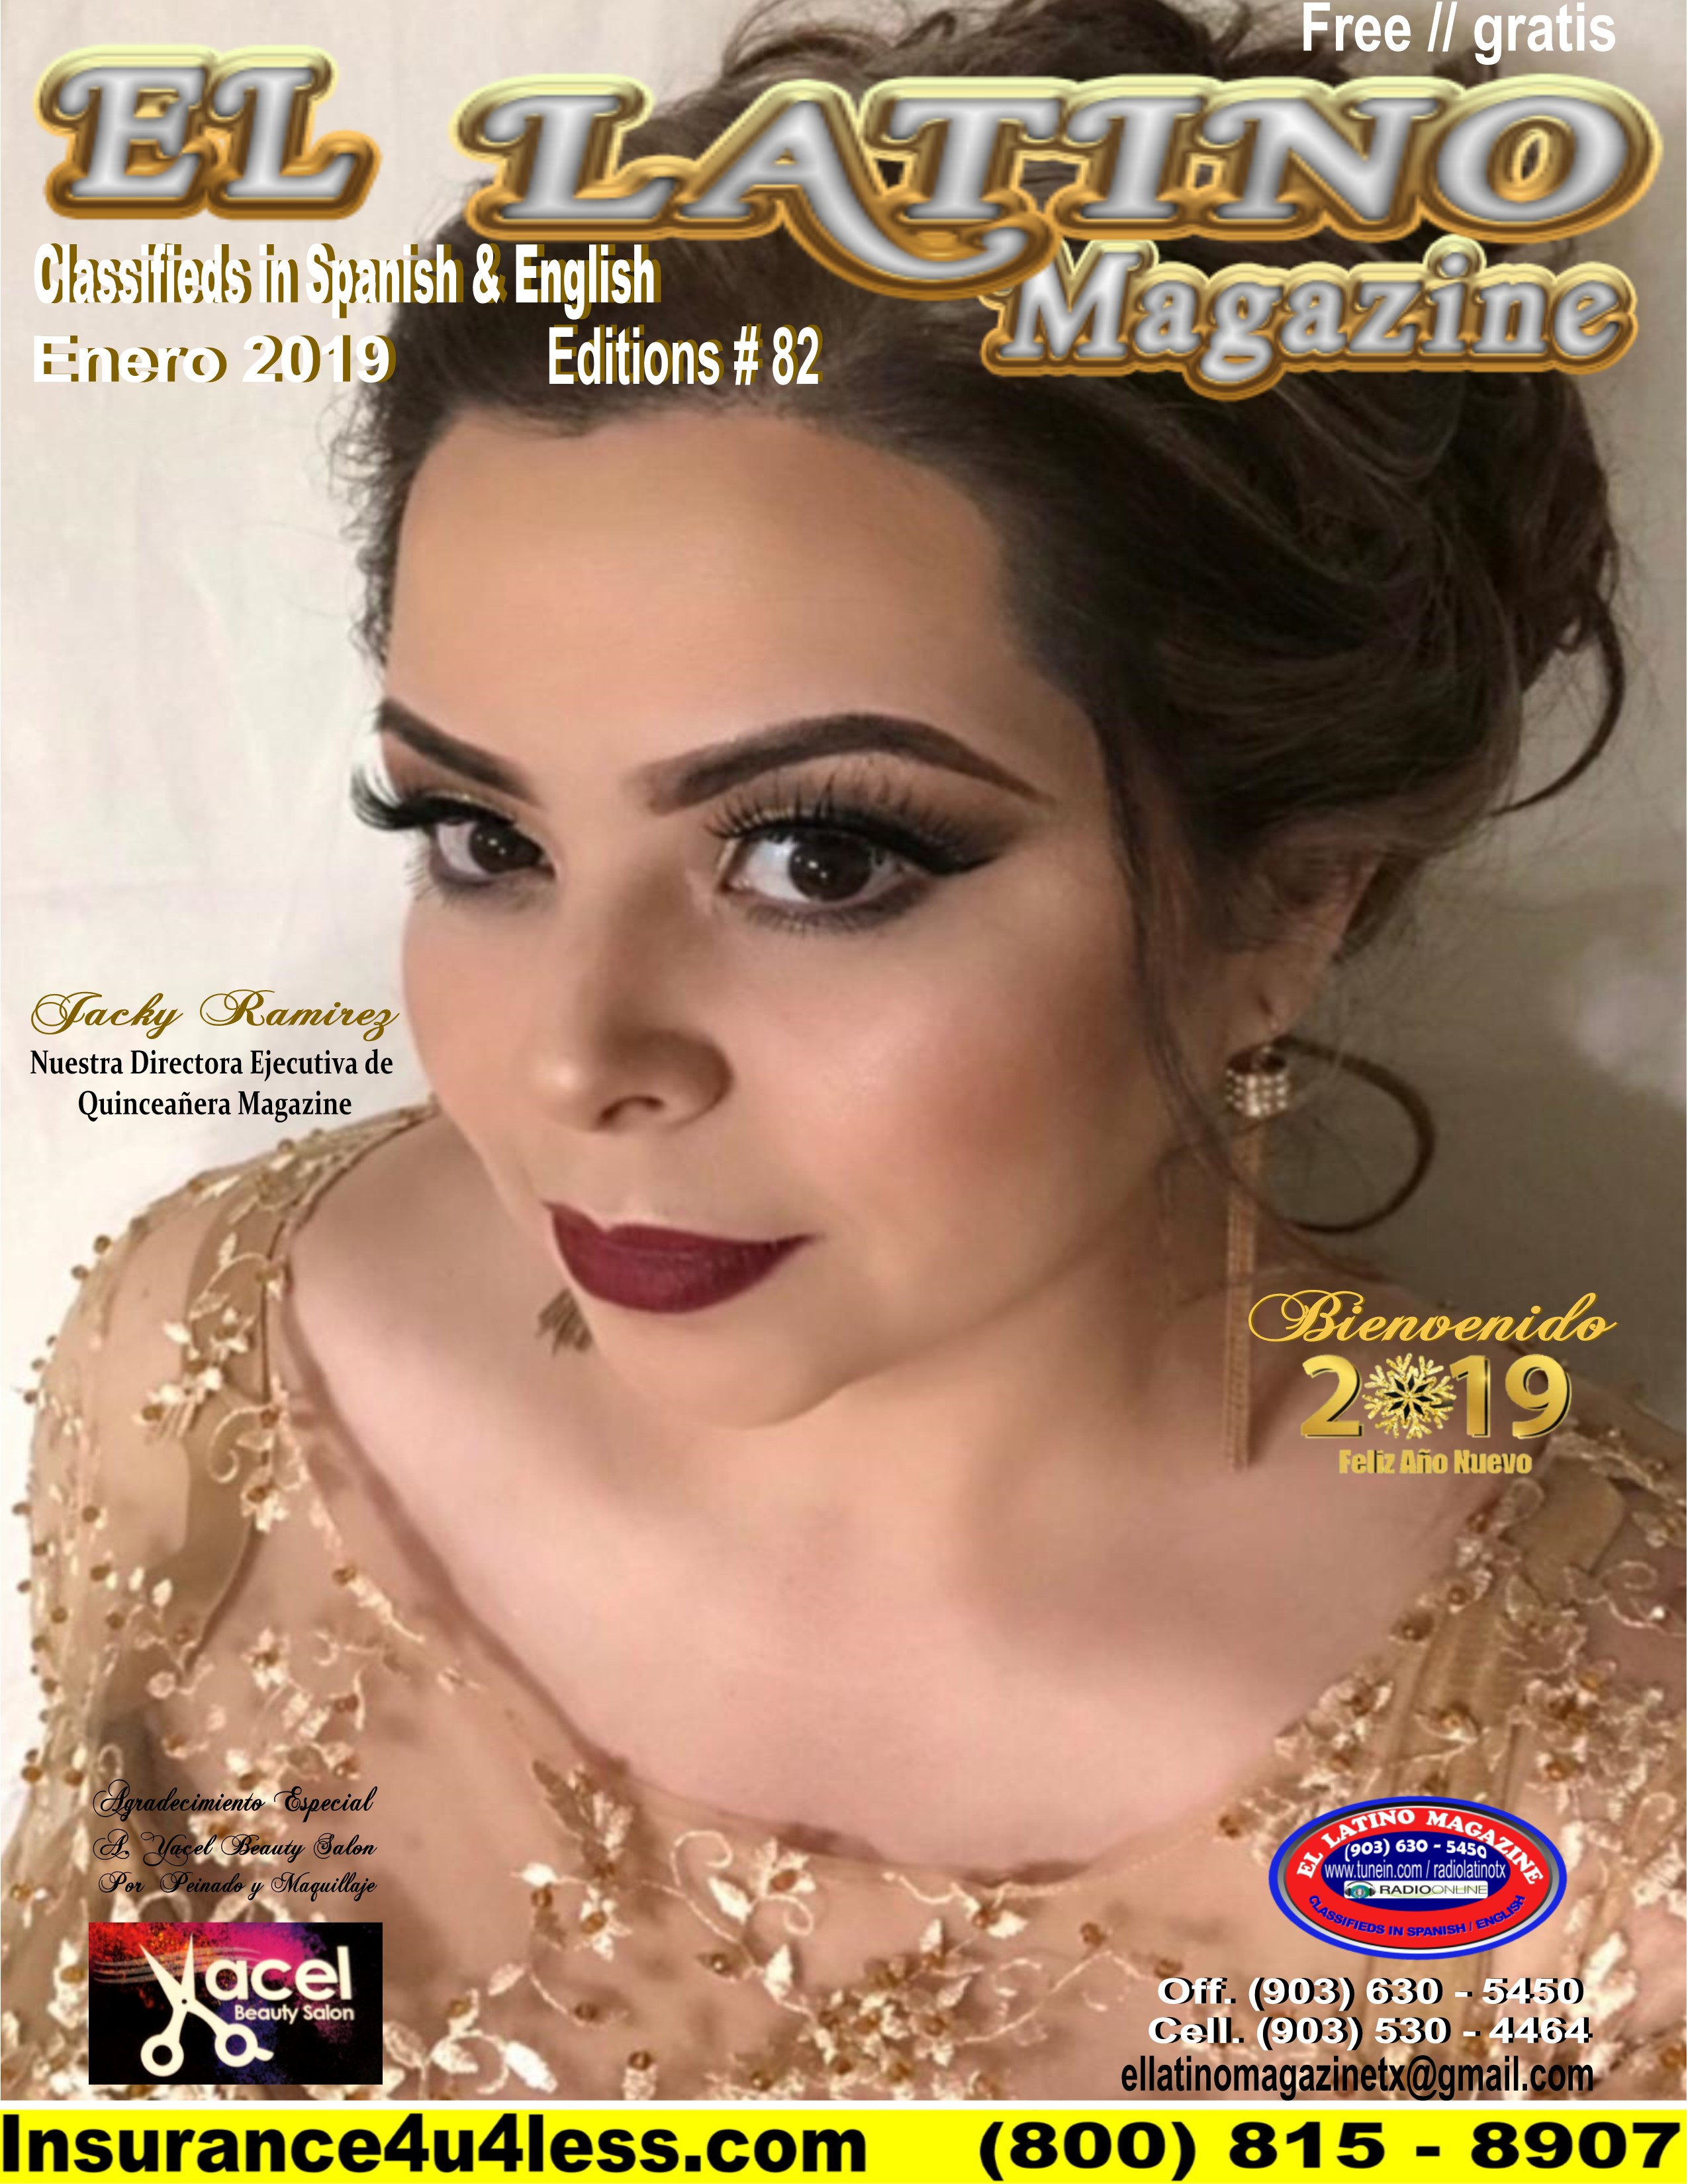 Free // gratis
EL LATINO
Magazine
Classifieds in Spanish & English
Enero 2019 Editions # 82
Jacky Ramirez
Nuestra Directora Ejecutiva de
Quinceañera Magazine
Bienvenido
2019
Feliz Año Nuevo
Agradecimiento Especial
A Yacel Beauty Salon
Por Peinado y Maquillaje
Yacel
Beauty Salon
EL LATINO MAGAZINE
(903) 630 - 5450
www.tunein.com / radiolatinotx
RADIOONLINE
CLASSIFIEDS IN SPANISH / ENGLISH
Off. (903) 630 - 5450
Cell. (903) 530 - 4464
ellatinomagazinetx@gmail.com
Insurance4u4less.com (800) 815 - 8907